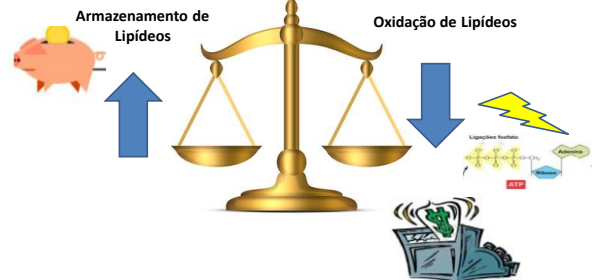 Armazenamento de
Lipídeos
Oxidação de Lipídeos
Ligações fosfato
Adenina
Ribose
ATP
$